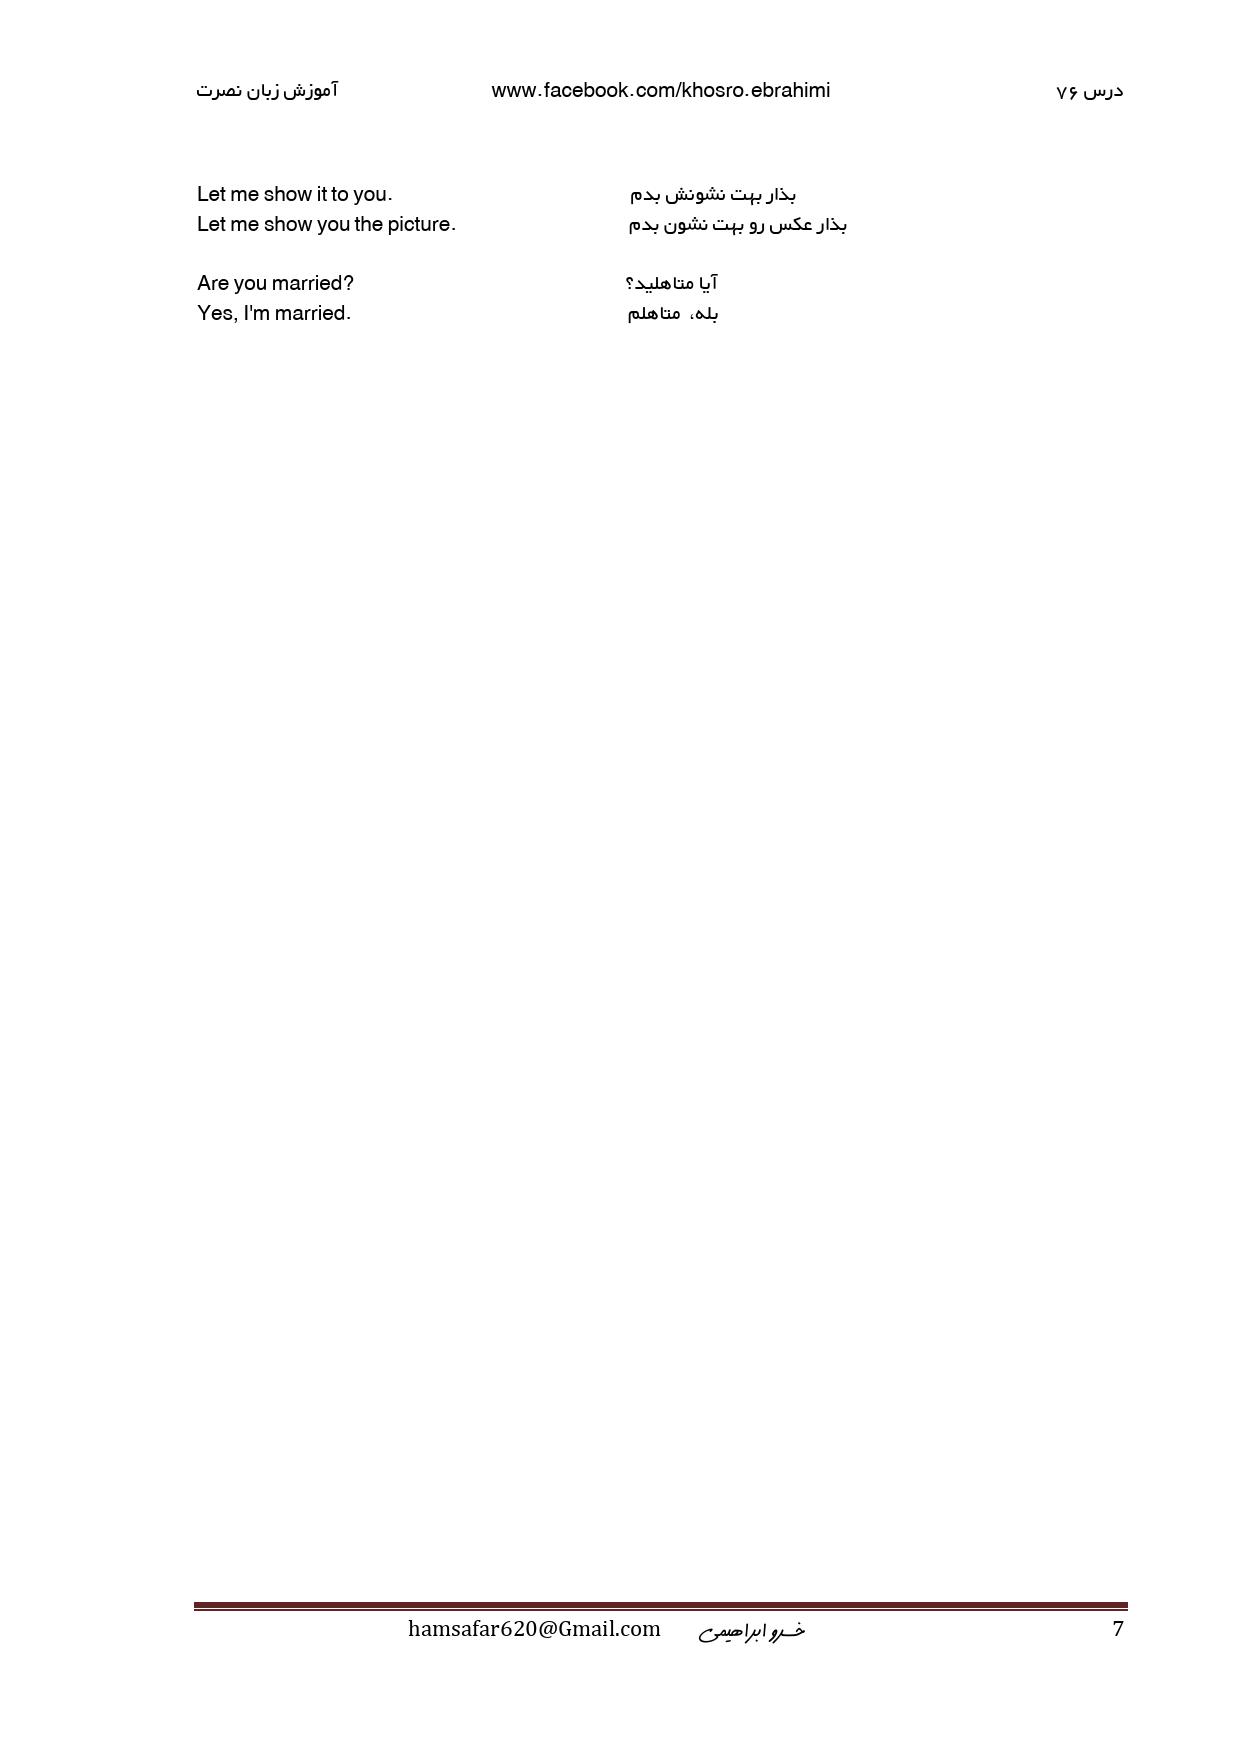 آموزش زبان نصرت www.facebook.com/khosro.ebrahimi درس ۷۶
Let me show it to you. بذار بهت نشونش بدم
Let me show you the picture. بذار عکس رو بهت نشون بدم
Are you married? آیا متاهلید؟
Yes, I'm married. بله، متاهلم
hamsafar620@Gmail.com خسرو ابراهیمی 7